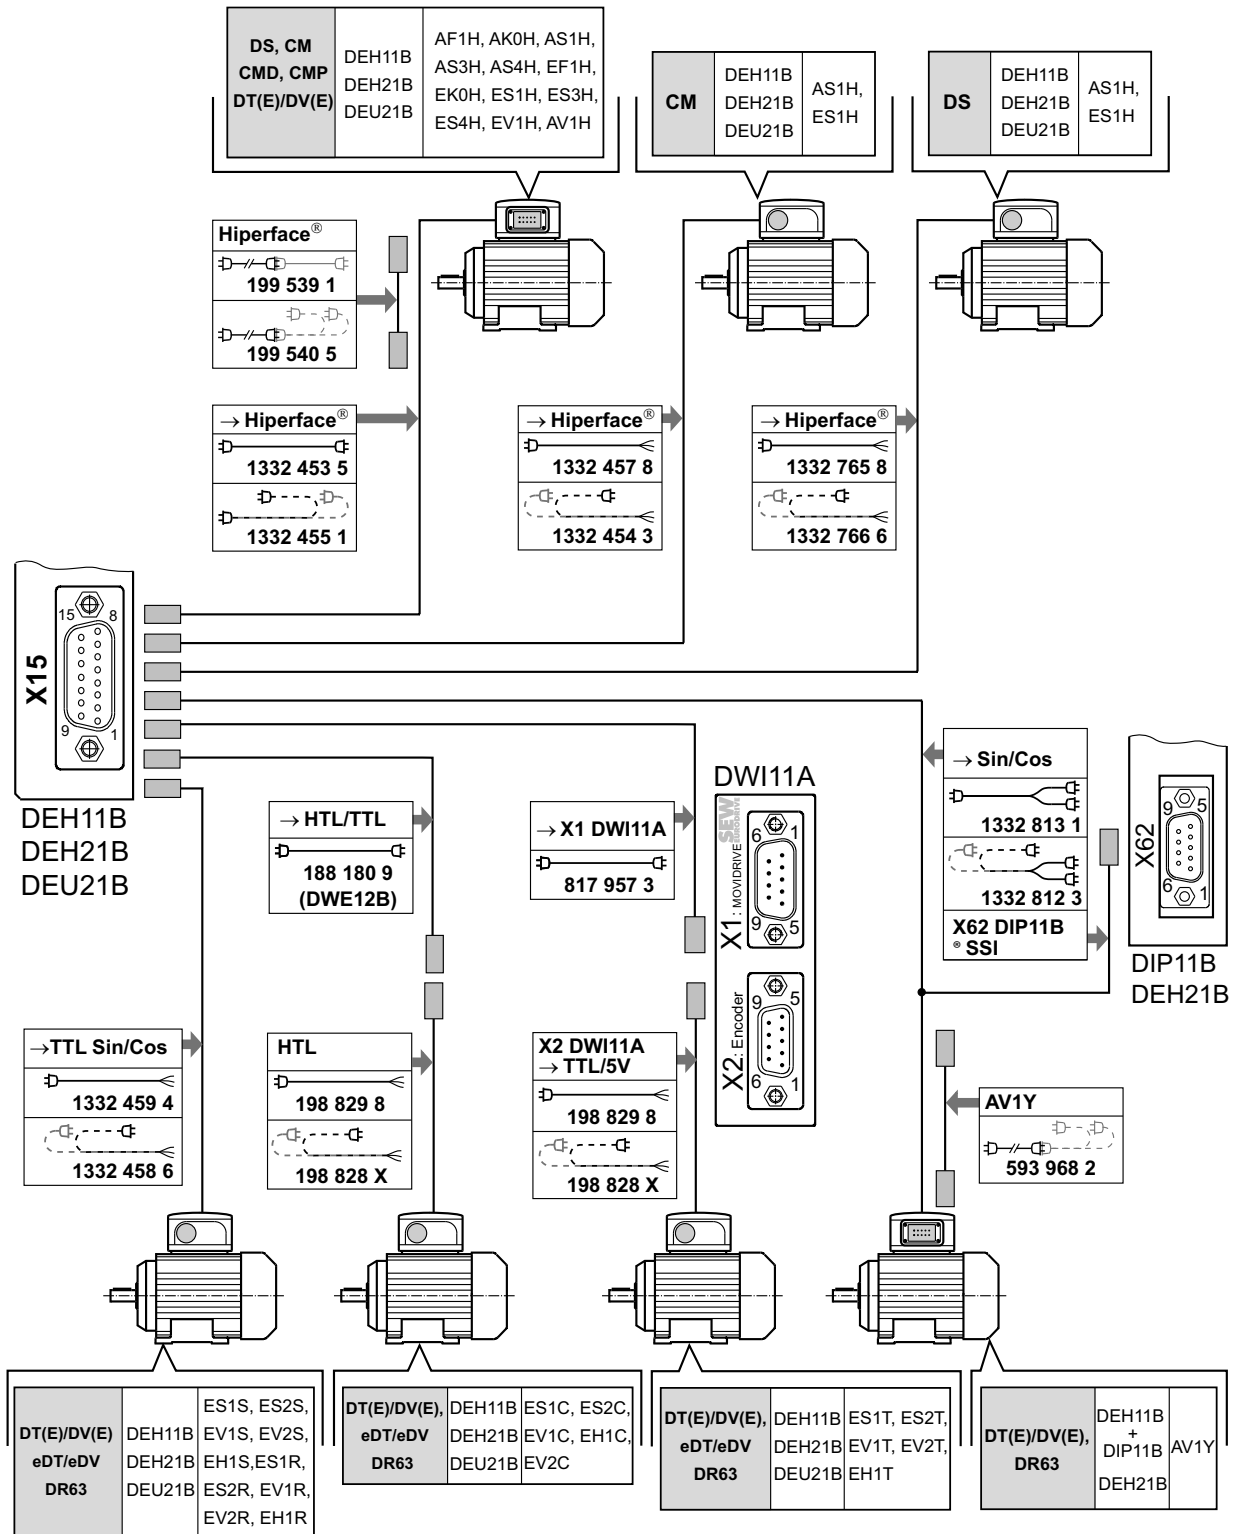 DS, CM
CMD, CMP
DT(E)/DV(E)
DEH11B
DEH21B
DEU21B
AF1H, AK0H, AS1H,
AS3H, AS4H, EF1H,
EK0H, ES1H, ES3H,
ES4H, EV1H, AV1H
CM
DEH11B
DEH21B
DEU21B
AS1H,
ES1H
DS
DEH11B
DEH21B
DEU21B
AS1H,
ES1H
Hiperface®
199 539 1
199 540 5
→ Hiperface®
1332 453 5
1332 455 1
→ Hiperface®
1332 457 8
1332 454 3
→ Hiperface®
1332 765 8
1332 766 6
X15
15
8
9
1
DEH11B
DEH21B
DEU21B
→ HTL/TTL
188 180 9
(DWE12B)
→ X1 DWI11A
817 957 3
DWI11A
SEW
EURODRIVE
X1: MOVIDRIVE
6
1
9
5
X2: Encoder
9
5
6
1
→ Sin/Cos
1332 813 1
1332 812 3
X62 DIP11B
® SSI
X62
9
5
6
1
DIP11B
DEH21B
→TTL Sin/Cos
1332 459 4
1332 458 6
HTL
198 829 8
198 828 X
X2 DWI11A
→ TTL/5V
198 829 8
198 828 X
AV1Y
593 968 2
DT(E)/DV(E)
eDT/eDV
DR63
DEH11B
DEH21B
DEU21B
ES1S, ES2S,
EV1S, EV2S,
EH1S,ES1R,
ES2R, EV1R,
EV2R, EH1R
DT(E)/DV(E),
eDT/eDV
DR63
DEH11B
DEH21B
DEU21B
ES1C, ES2C,
EV1C, EH1C,
EV2C
DT(E)/DV(E),
eDT/eDV
DR63
DEH11B
DEH21B
DEU21B
ES1T, ES2T,
EV1T, EV2T,
EH1T
DT(E)/DV(E),
DR63
DEH11B
+
DIP11B
DEH21B
AV1Y